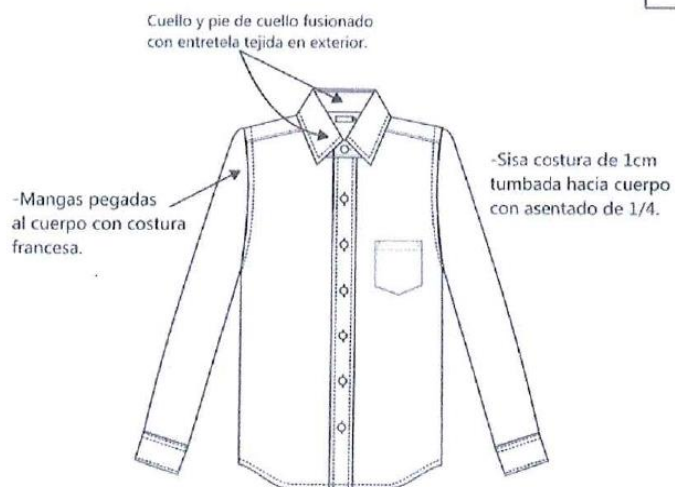 Cuello y pie de cuello fusionado
con entretela tejida en exterior.
-Mangas pegadas
al cuerpo con costura
francesa.
-Sisa costura de 1cm
tumbada hacia cuerpo
con asentado de 1/4.